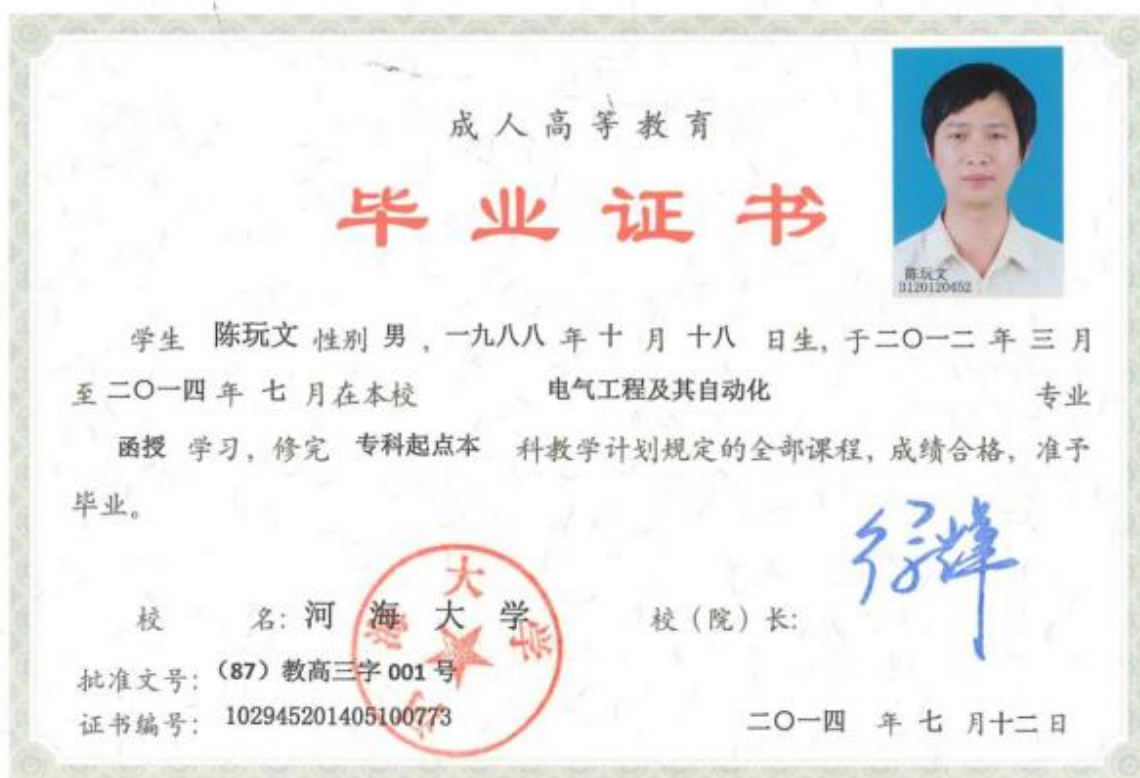 成人高等教育
毕业证书
陈玩文
3120120452
学生 陈玩文 性别 男 ，一九八八 年 十 月 十八 日生，于二〇一二 年 三 月
至 二〇一四 年 七 月在本校 电气工程及其自动化 专业
函授 学习，修完 专科起点本 科教学计划规定的全部课程，成绩合格，准予
毕业。
校 名：河海大学 校（院）长：
河海大学
批准文号：（87）教高三字 001 号
证书编号： 102945201405100773 二〇一四 年 七 月十二日